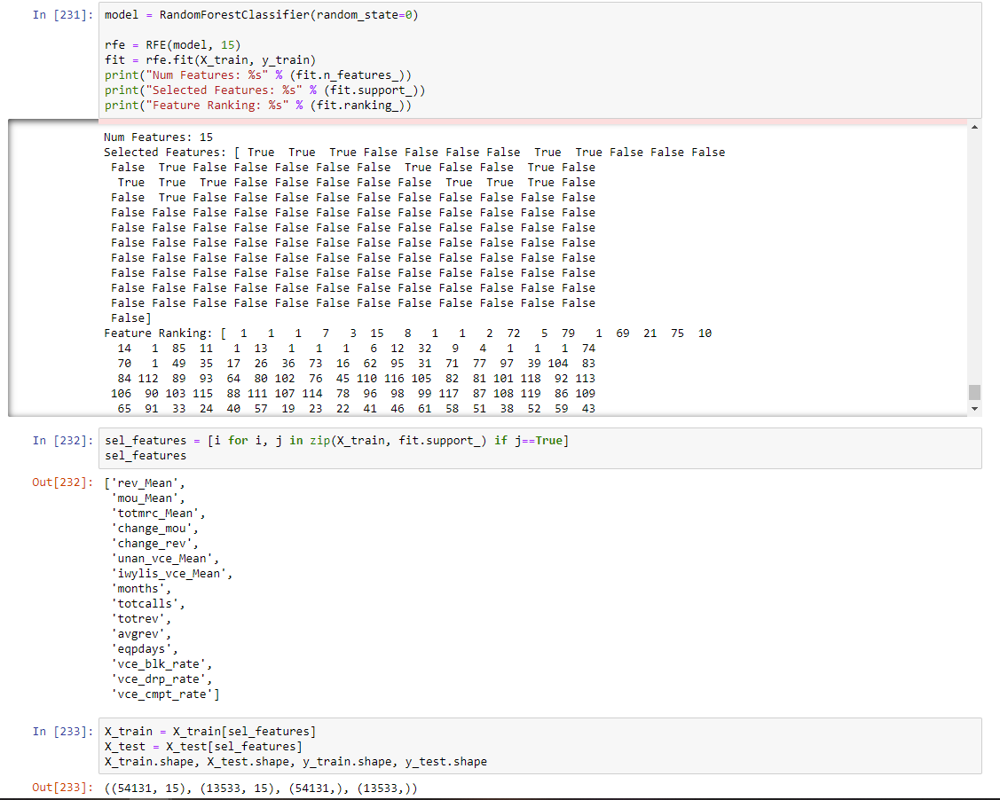 In [231]: model = RandomForestClassifier(random_state=0)
rfe = RFE(model, 15)
fit = rfe.fit(X_train, y_train)
print("Num Features: %s" % (fit.n_features_))
print("Selected Features: %s" % (fit.support_))
print("Feature Ranking: %s" % (fit.ranking_))
Num Features: 15
Selected Features: [ True True True False False False False True True False False False
False True False False False False False True False False True False
True True True False False False False False True True True False
False True False False False False False False False False False False
False False False False False False False False False False False False
False False False False False False False False False False False False
False False False False False False False False False False False False
False False False False False False False False False False False False
False False False False False False False False False False False False
False False False False False False False False False False False False
False False False False False False False False False False False False
False]
Feature Ranking: [ 1 1 1 7 3 15 8 1 1 2 72 5 79 1 69 21 75 10
14 1 85 11 1 13 1 1 1 6 12 32 9 4 1 1 1 74
70 1 49 35 17 26 36 73 16 62 95 31 71 77 97 39 104 83
84 112 89 93 64 80 102 76 45 110 116 105 82 81 101 118 92 113
106 90 103 115 88 111 107 114 78 96 98 99 117 87 108 119 86 109
65 91 33 24 40 57 19 23 22 41 46 61 58 51 38 52 59 43
In [232]: sel_features = [i for i, j in zip(X_train, fit.support_) if j==True]
sel_features
Out[232]: ['rev_Mean',
'mou_Mean',
'totmrc_Mean',
'change_mou',
'change_rev',
'unan_vce_Mean',
'iwylis_vce_Mean',
'months',
'totcalls',
'totrev',
'avgrev',
'eqpdays',
'vce_blk_rate',
'vce_drp_rate',
'vce_cmpt_rate']
In [233]: X_train = X_train[sel_features]
X_test = X_test[sel_features]
X_train.shape, X_test.shape, y_train.shape, y_test.shape
Out[233]: ((54131, 15), (13533, 15), (54131,), (13533,))